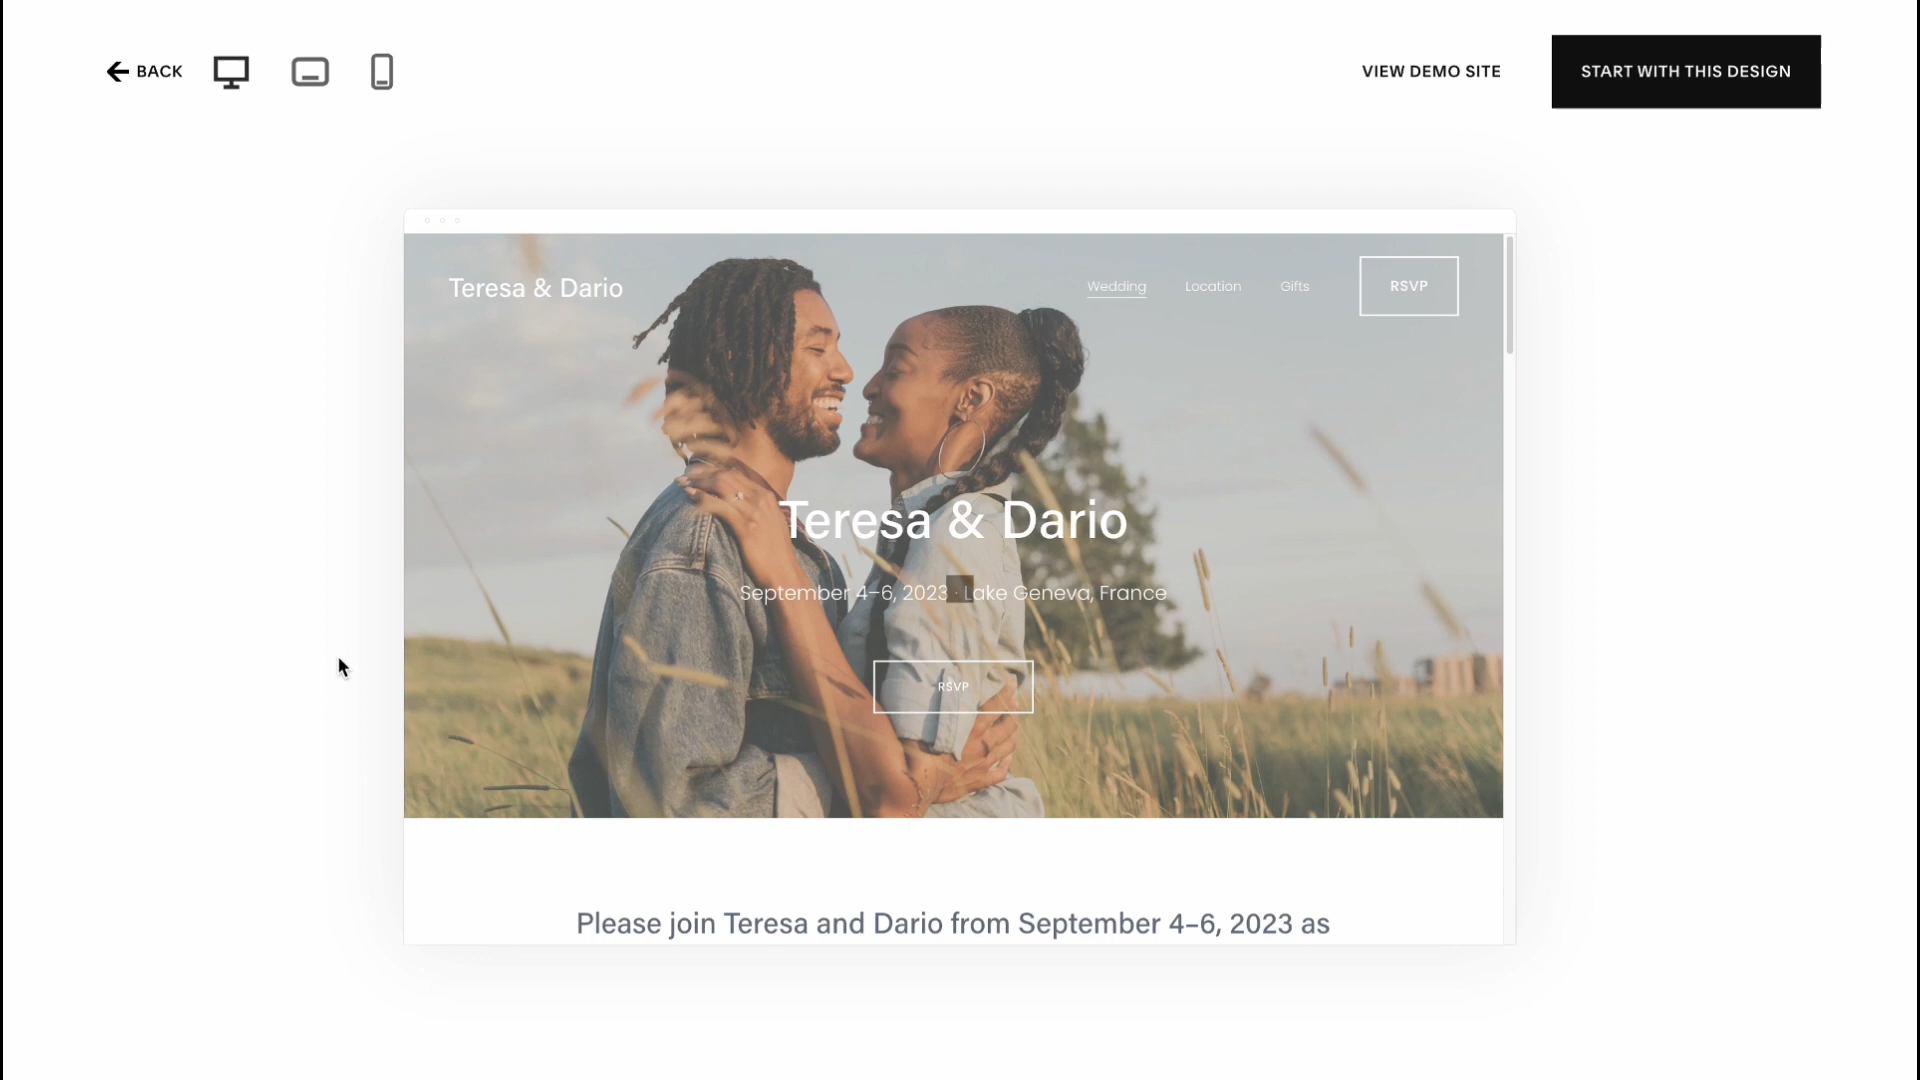 BACK
VIEW DEMO SITE
START WITH THIS DESIGN
Teresa & Dario
Wedding
Location
Gifts
RSVP
Teresa & Dario
September 4–6, 2023 · Lake Geneva, France
RSVP
Please join Teresa and Dario from September 4–6, 2023 as